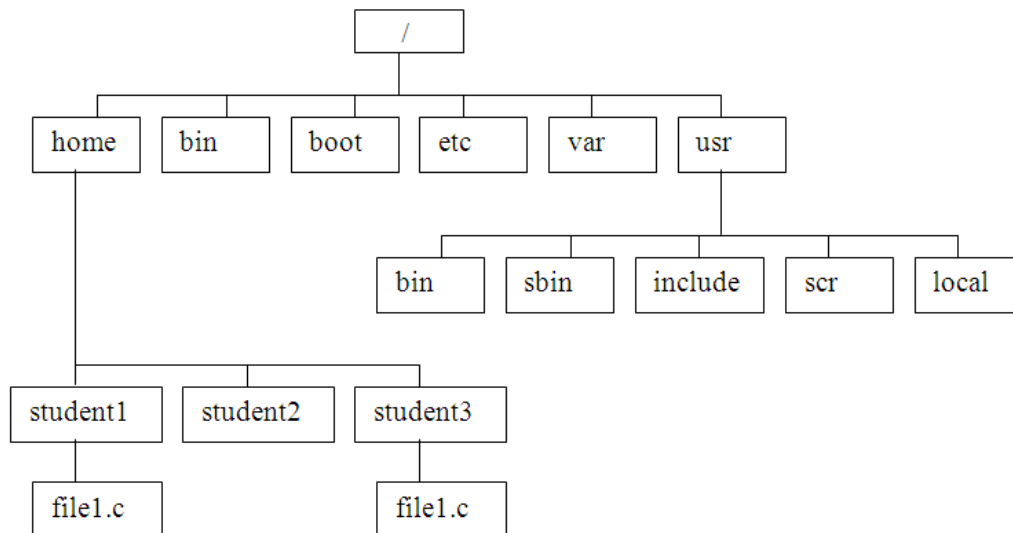 /
home
bin
boot
etc
var
usr
bin
sbin
include
scr
local
student1
student2
student3
file1.c
file1.c